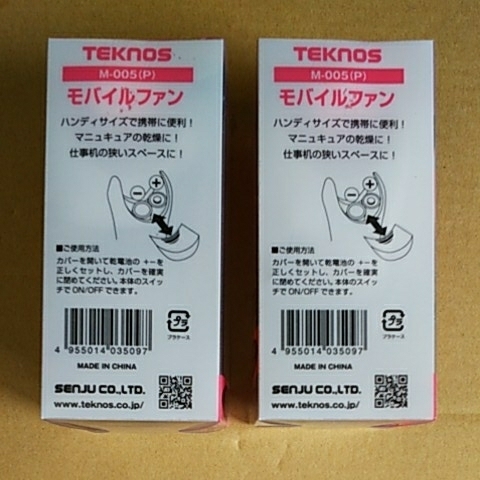 TEKNOS
M-005(P)
モバイルファン
ハンディサイズで携帯に便利！
マニュキュアの乾燥に！
仕事机の狭いスペースに！
− +
■ご使用方法
カバーを開いて乾電池の +−を
正しくセットし、カバーを確実
に閉めてください。本体のスイッ
チで ON/OFF できます。
4 955014 035097
プラ
プラケース
MADE IN CHINA
SENJU CO.,LTD.
www.teknos.co.jp/
TEKNOS
M-005(P)
モバイルファン
ハンディサイズで携帯に便利！
マニュキュアの乾燥に！
仕事机の狭いスペースに！
− +
■ご使用方法
カバーを開いて乾電池の +−を
正しくセットし、カバーを確実
に閉めてください。本体のスイッ
チで ON/OFF できます。
4 955014 035097
プラ
プラケース
MADE IN CHINA
SENJU CO.,LTD.
www.teknos.co.jp/